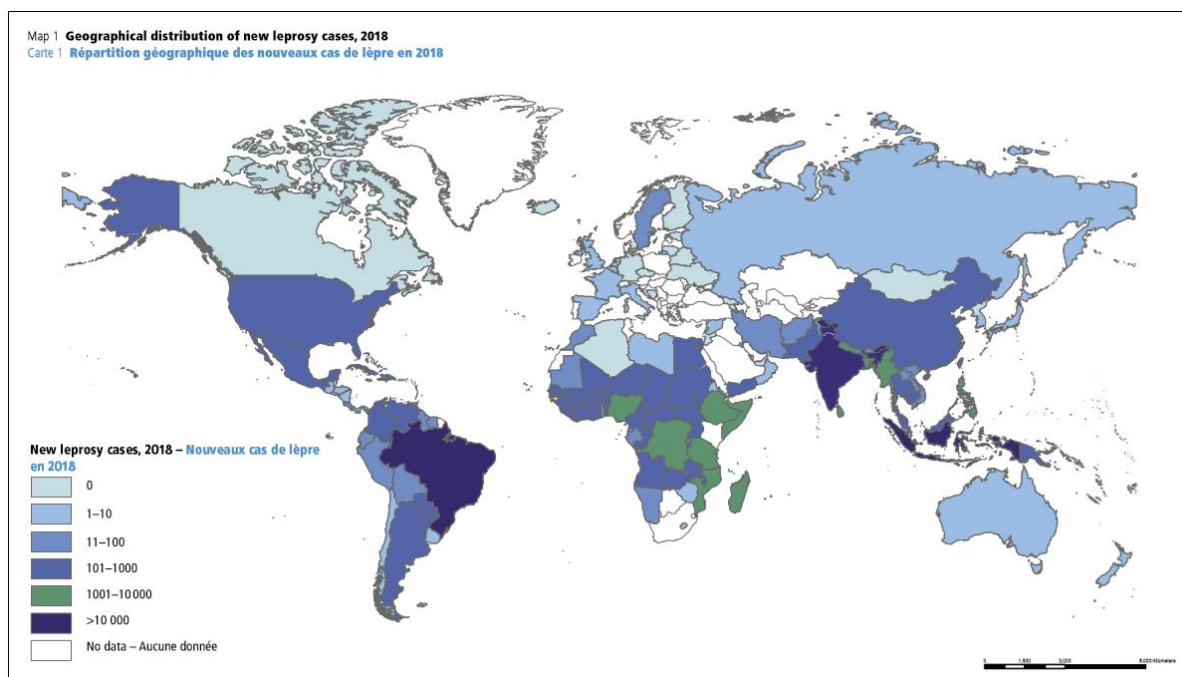 Map 1 Geographical distribution of new leprosy cases, 2018
Carte 1 Répartition géographique des nouveaux cas de lèpre en 2018
New leprosy cases, 2018 – Nouveaux cas de lèpre
en 2018
0
1–10
11–100
101–1000
1001–10 000
>10 000
No data – Aucune donnée